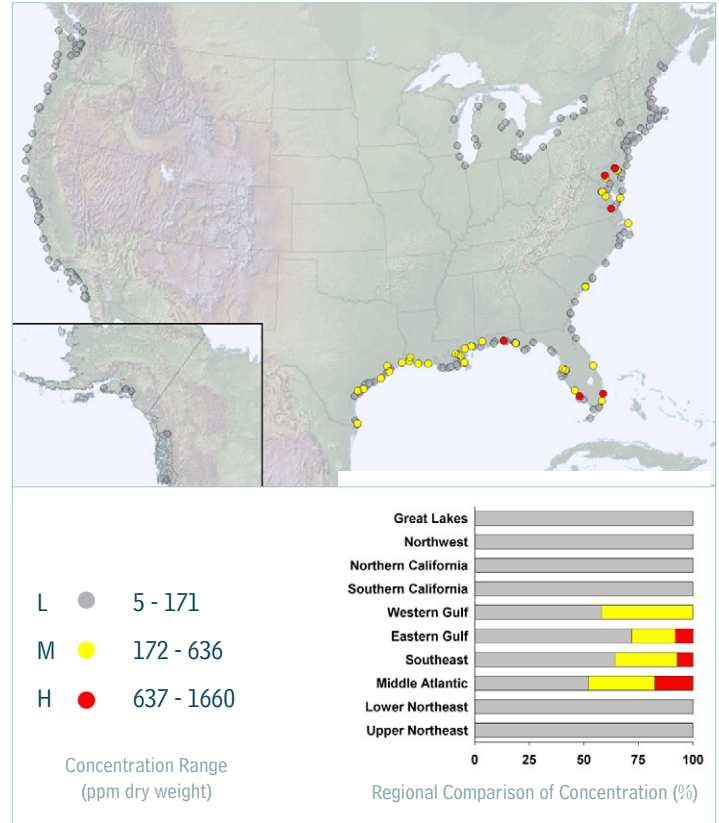 L 5 - 171
M 172 - 636
H 637 - 1660
Concentration Range
(ppm dry weight)
Great Lakes
Northwest
Northern California
Southern California
Western Gulf
Eastern Gulf
Southeast
Middle Atlantic
Lower Northeast
Upper Northeast
0 25 50 75 100
Regional Comparison of Concentration (%)